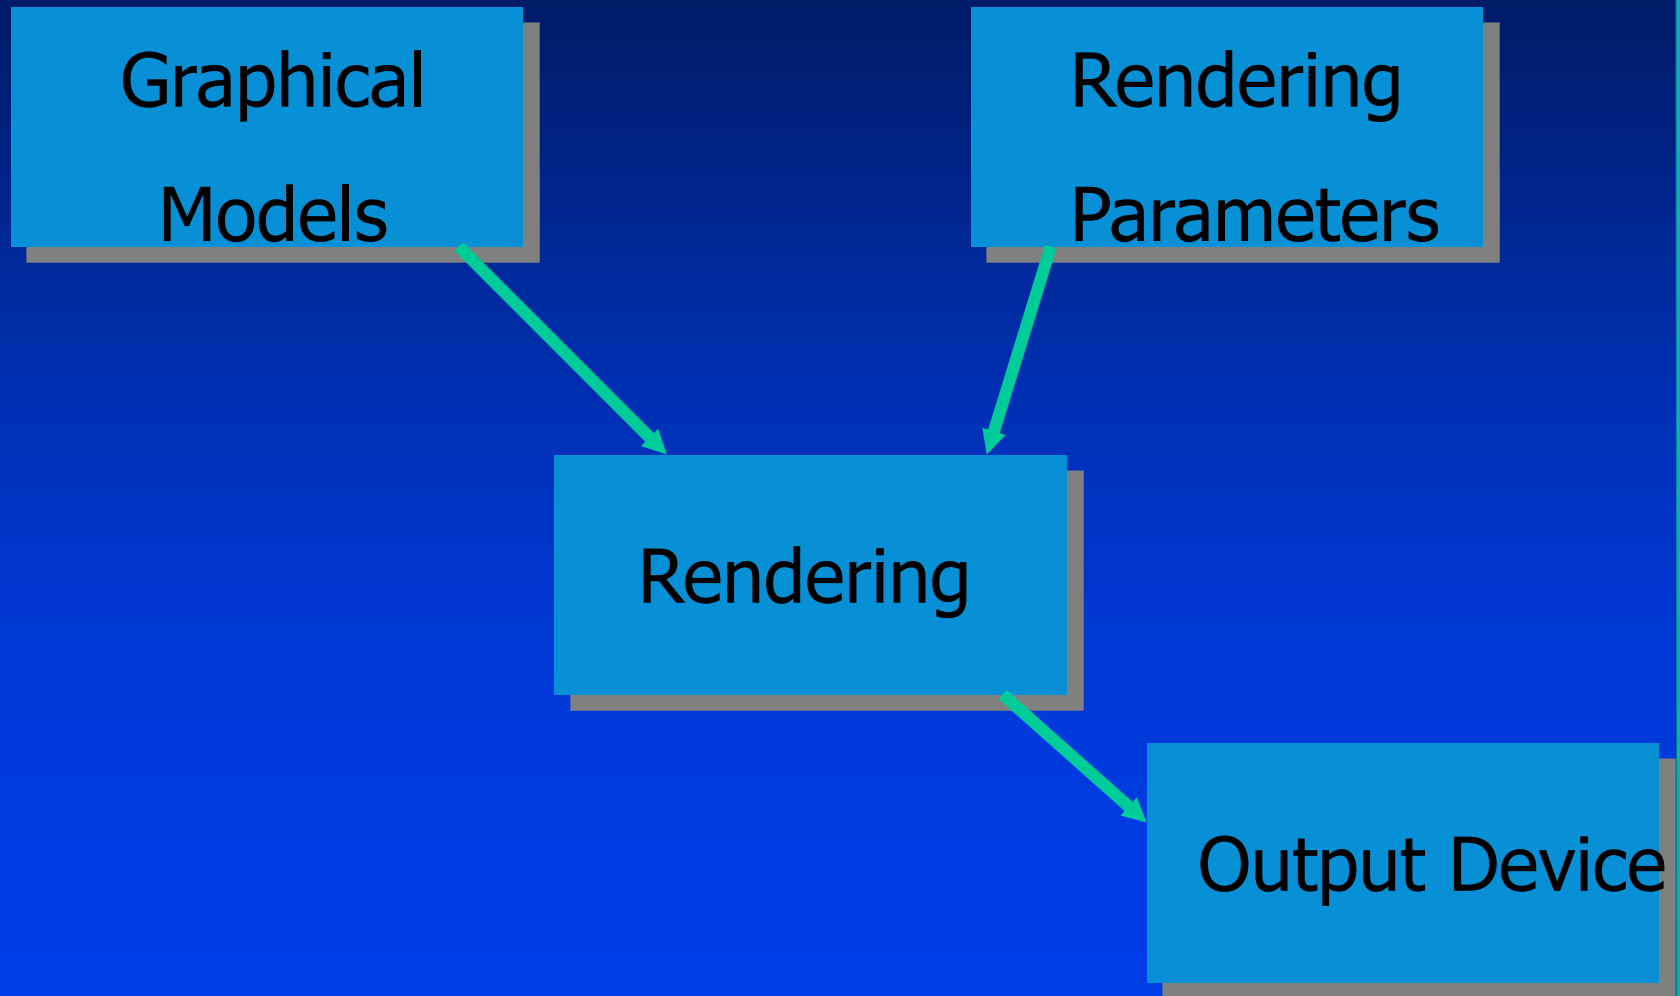 Graphical
Models
Rendering
Parameters
Rendering
Output Device